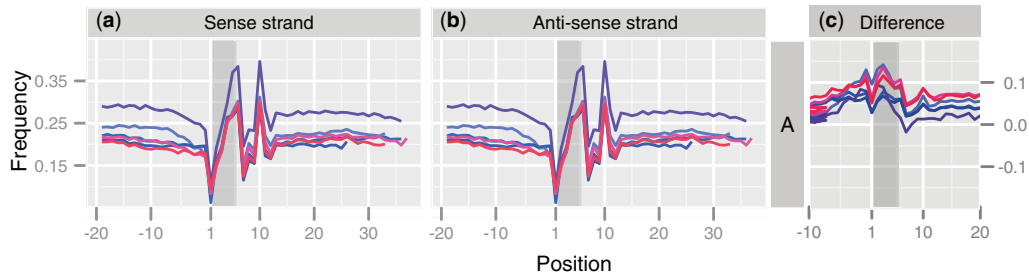 (a) Sense strand
(b) Anti-sense strand
(c) Difference
Frequency
0.35
0.25
0.15
A
0.1
0.0
-0.1
-20 -10 1 10 20 30
-20 -10 1 10 20 30
-10 1 10 20
Position